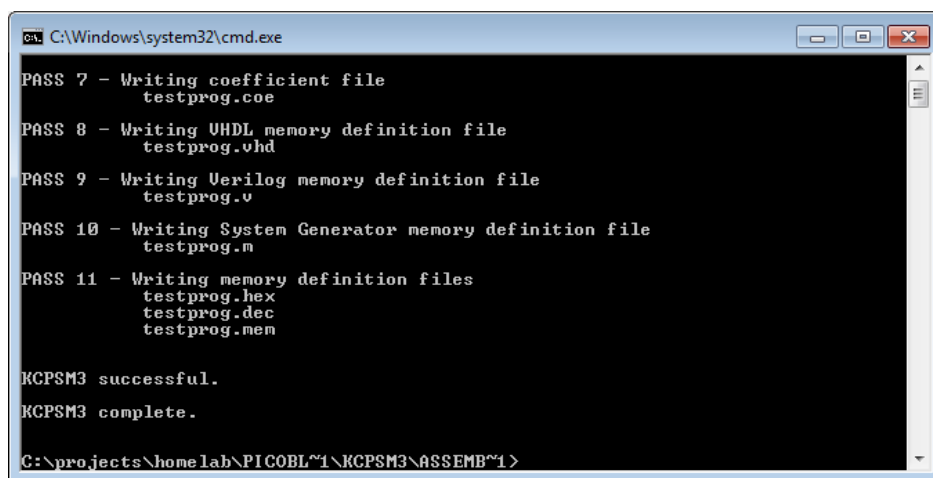 C:\Windows\system32\cmd.exe
PASS 7 - Writing coefficient file
testprog.coe
PASS 8 - Writing VHDL memory definition file
testprog.vhd
PASS 9 - Writing Verilog memory definition file
testprog.v
PASS 10 - Writing System Generator memory definition file
testprog.m
PASS 11 - Writing memory definition files
testprog.hex
testprog.dec
testprog.mem
KCPSM3 successful.
KCPSM3 complete.
C:\projects\homelab\PICOBL~1\KCPSM3\ASSEMB~1>